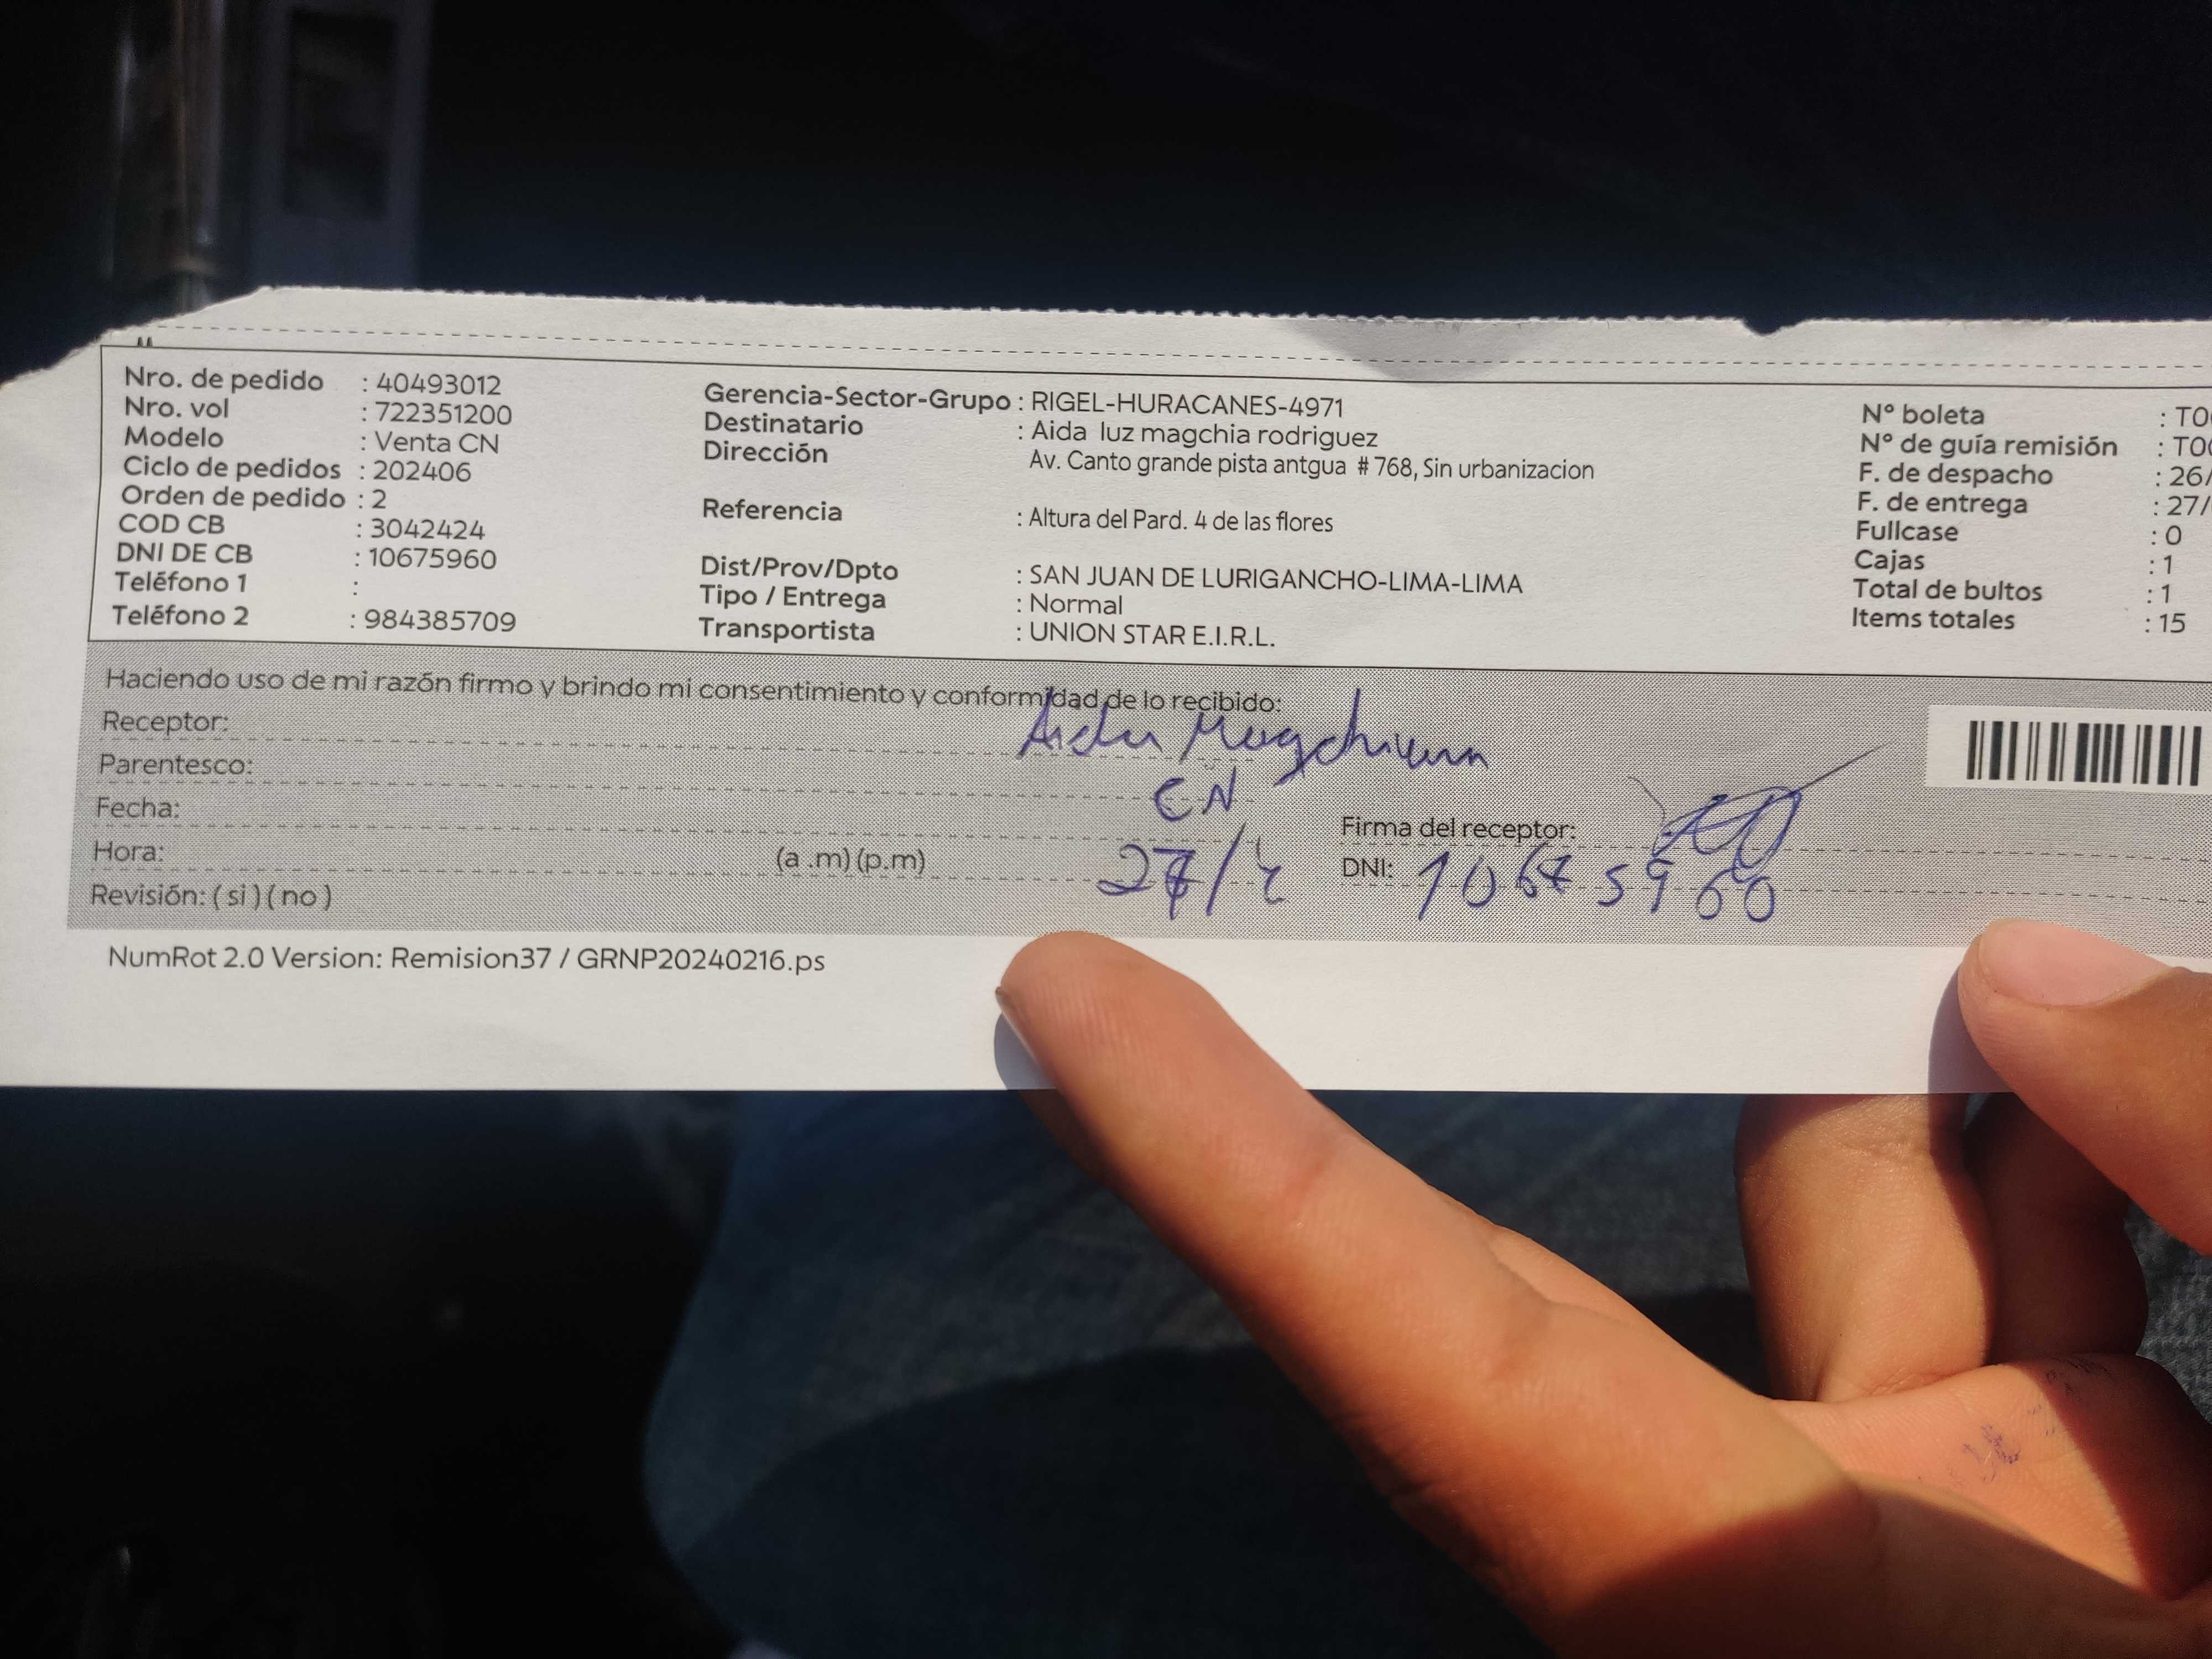 Nro. de pedido : 40493012
Nro. vol : 722351200
Modelo : Venta CN
Ciclo de pedidos : 202406
Orden de pedido : 2
COD CB : 3042424
DNI DE CB : 10675960
Teléfono 1 :
Teléfono 2 : 984385709
Gerencia-Sector-Grupo : RIGEL-HURACANES-4971
Destinatario : Aida luz magchia rodriguez
Dirección Av. Canto grande pista antgua # 768, Sin urbanizacion
Referencia : Altura del Pard. 4 de las flores
Dist/Prov/Dpto : SAN JUAN DE LURIGANCHO-LIMA-LIMA
Tipo / Entrega : Normal
Transportista : UNION STAR E.I.R.L.
N° boleta : T0
N° de guía remisión : T0
F. de despacho : 26/
F. de entrega : 27/
Fullcase : 0
Cajas : 1
Total de bultos : 1
Items totales : 15
Haciendo uso de mi razón firmo y brindo mi consentimiento y conformidad de lo recibido:
Receptor: Aida
Parentesco: CN
Fecha: 27/
Hora: (a .m) (p.m)
Revisión: ( si ) ( no )
Firma del receptor:
DNI: 10675960
NumRot 2.0 Version: Remision37 / GRNP20240216.ps